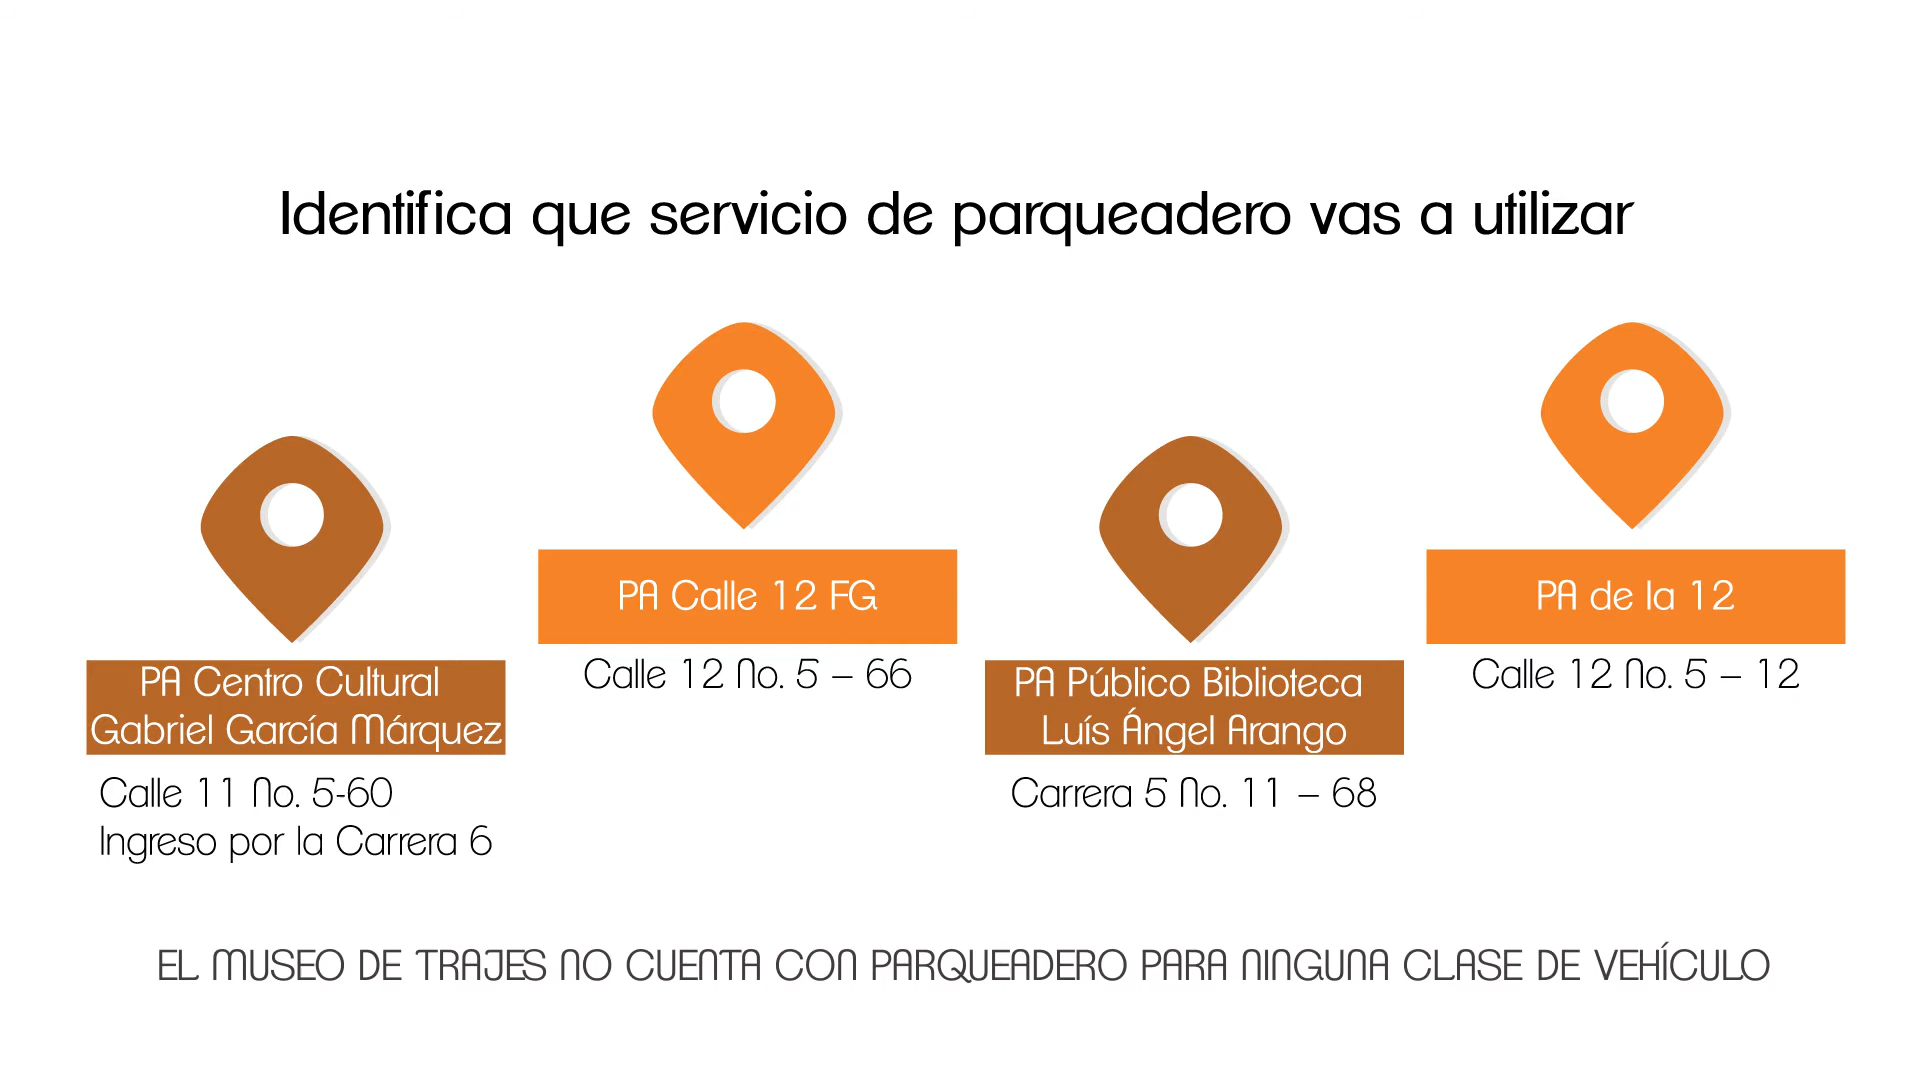 Identifica que servicio de parqueadero vas a utilizar
PA Centro Cultural
Gabriel García Márquez
Calle 11 No. 5-60
Ingreso por la Carrera 6
PA Calle 12 FG
Calle 12 No. 5 – 66
PA Público Biblioteca
Luís Ángel Arango
Carrera 5 No. 11 – 68
PA de la 12
Calle 12 No. 5 – 12
EL MUSEO DE TRAJES NO CUENTA CON PARQUEADERO PARA NINGUNA CLASE DE VEHÍCULO